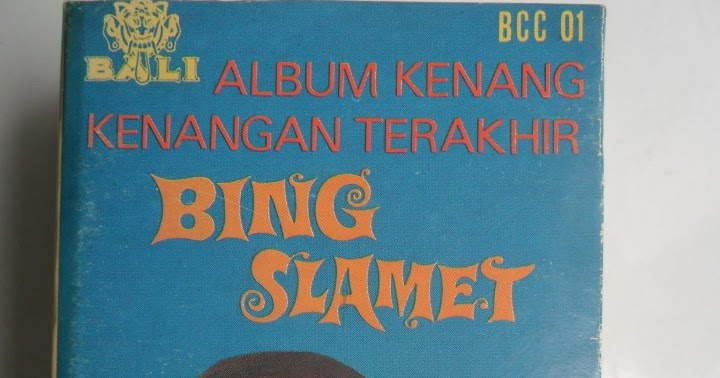 BCC 01
BALI
ALBUM KENANG
KENANGAN TERAKHIR
BING
SLAMET